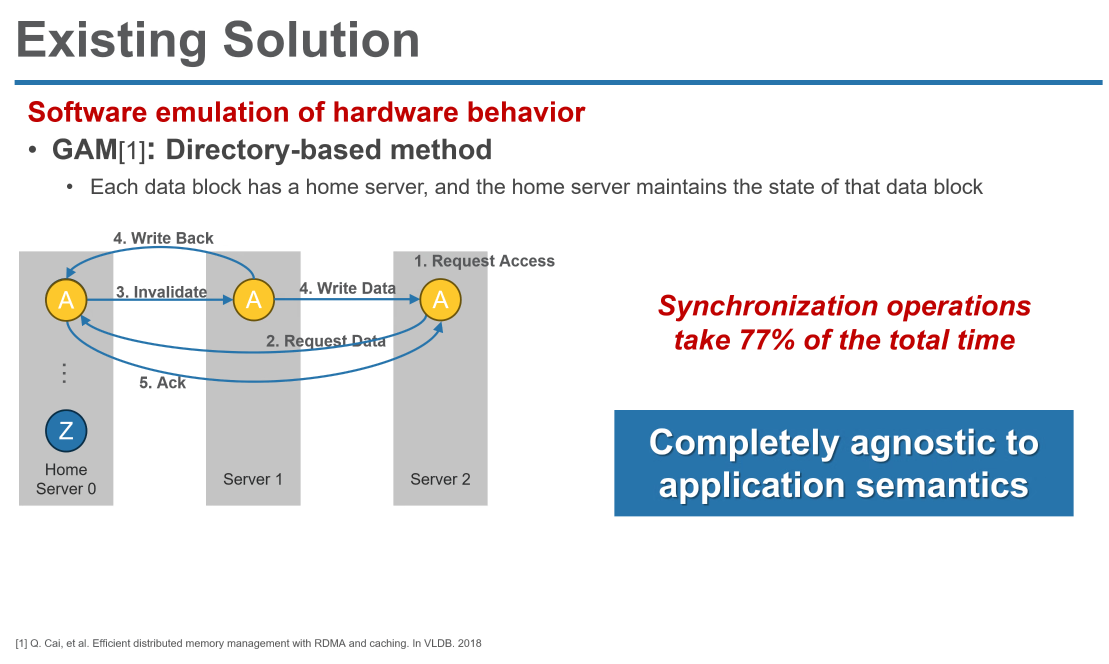 Existing Solution
Software emulation of hardware behavior
• GAM[1]: Directory-based method
• Each data block has a home server, and the home server maintains the state of that data block
4. Write Back
1. Request Access
A
3. Invalidate
A
4. Write Data
A
2. Request Data
5. Ack
⋮
Z
Home
Server 0
Server 1
Server 2
Synchronization operations
take 77% of the total time
Completely agnostic to
application semantics
[1] Q. Cai, et al. Efficient distributed memory management with RDMA and caching. In VLDB. 2018